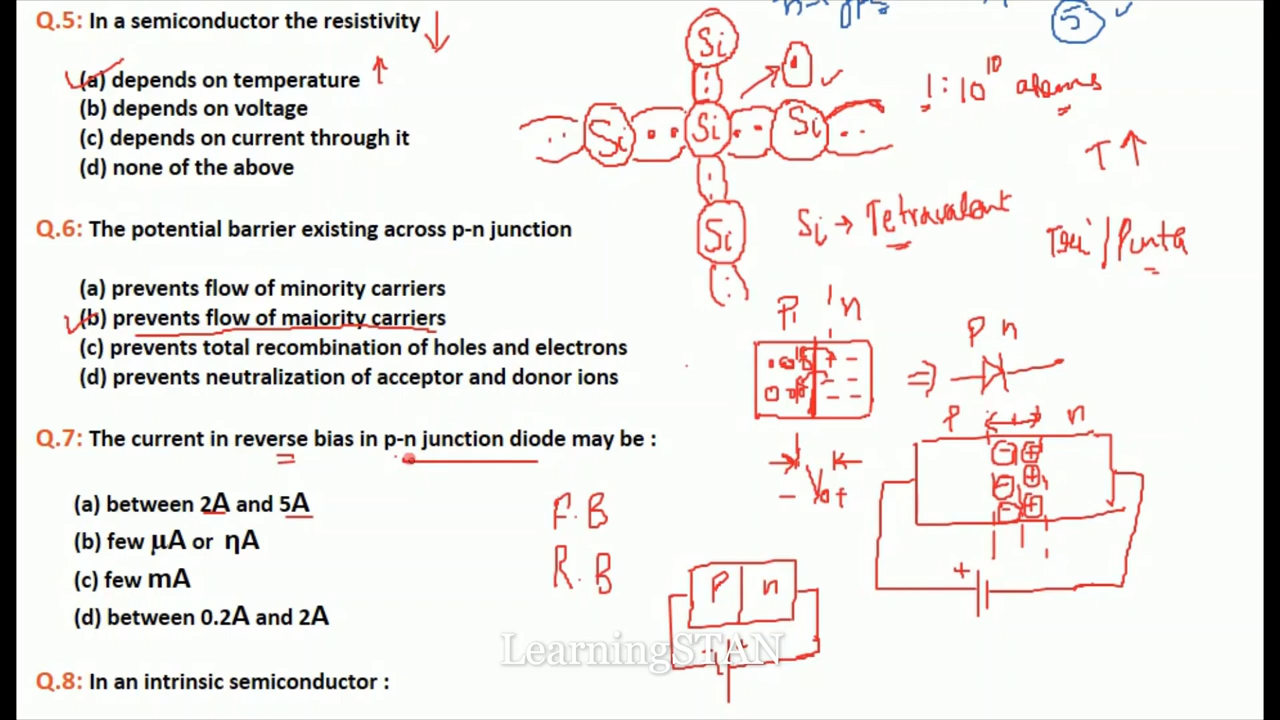 Q.5: In a semiconductor the resistivity ↓
(a) depends on temperature ↑
(b) depends on voltage
(c) depends on current through it
(d) none of the above
Q.6: The potential barrier existing across p-n junction
(a) prevents flow of minority carriers
(b) prevents flow of majority carriers
(c) prevents total recombination of holes and electrons
(d) prevents neutralization of acceptor and donor ions
Q.7: The current in reverse bias in p-n junction diode may be :
(a) between 2A and 5A
(b) few μA or ηA
(c) few mA
(d) between 0.2A and 2A
Q.8: In an intrinsic semiconductor :
5
Si
Si Si Si
Si
1:10¹⁰ atoms
T ↑
Si → Tetravalent
Tri/Penta
P n
P n
P n
F.B
R.B
P n
LearningSTAN